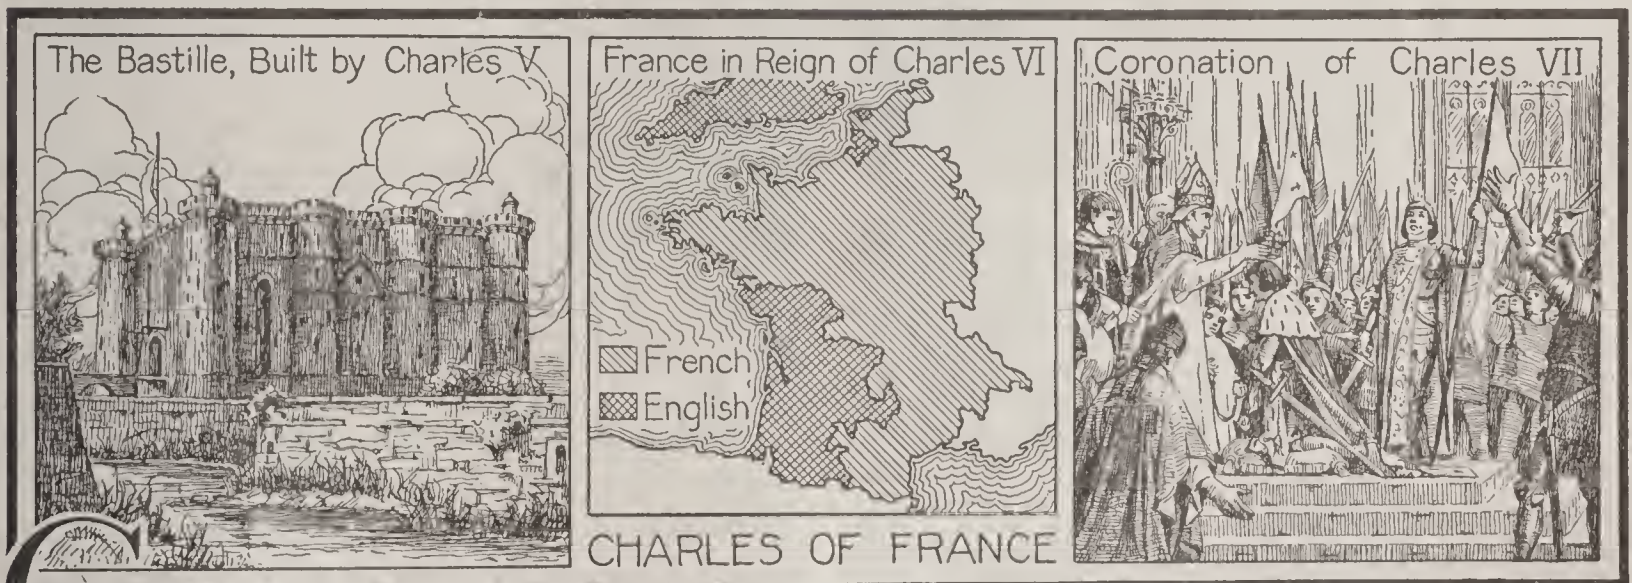 The Bastille, Built by Charles V
France in Reign of Charles VI
French
English
CHARLES OF FRANCE
Coronation of Charles VII
C